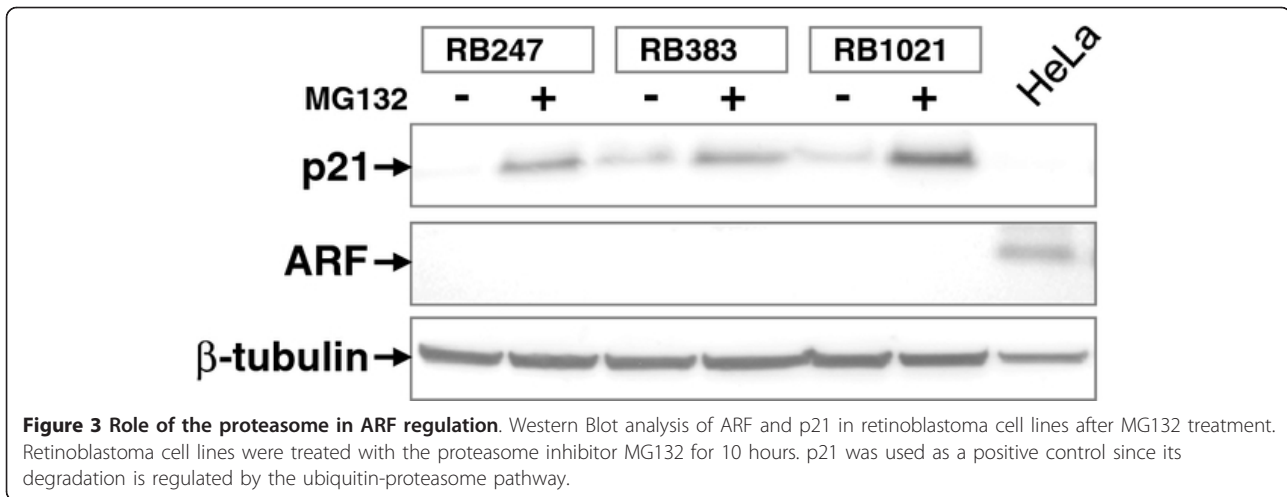 RB247 RB383 RB1021 HeLa
MG132 - + - + - +
p21
ARF
β-tubulin
Figure 3 Role of the proteasome in ARF regulation. Western Blot analysis of ARF and p21 in retinoblastoma cell lines after MG132 treatment.
Retinoblastoma cell lines were treated with the proteasome inhibitor MG132 for 10 hours. p21 was used as a positive control since its
degradation is regulated by the ubiquitin-proteasome pathway.